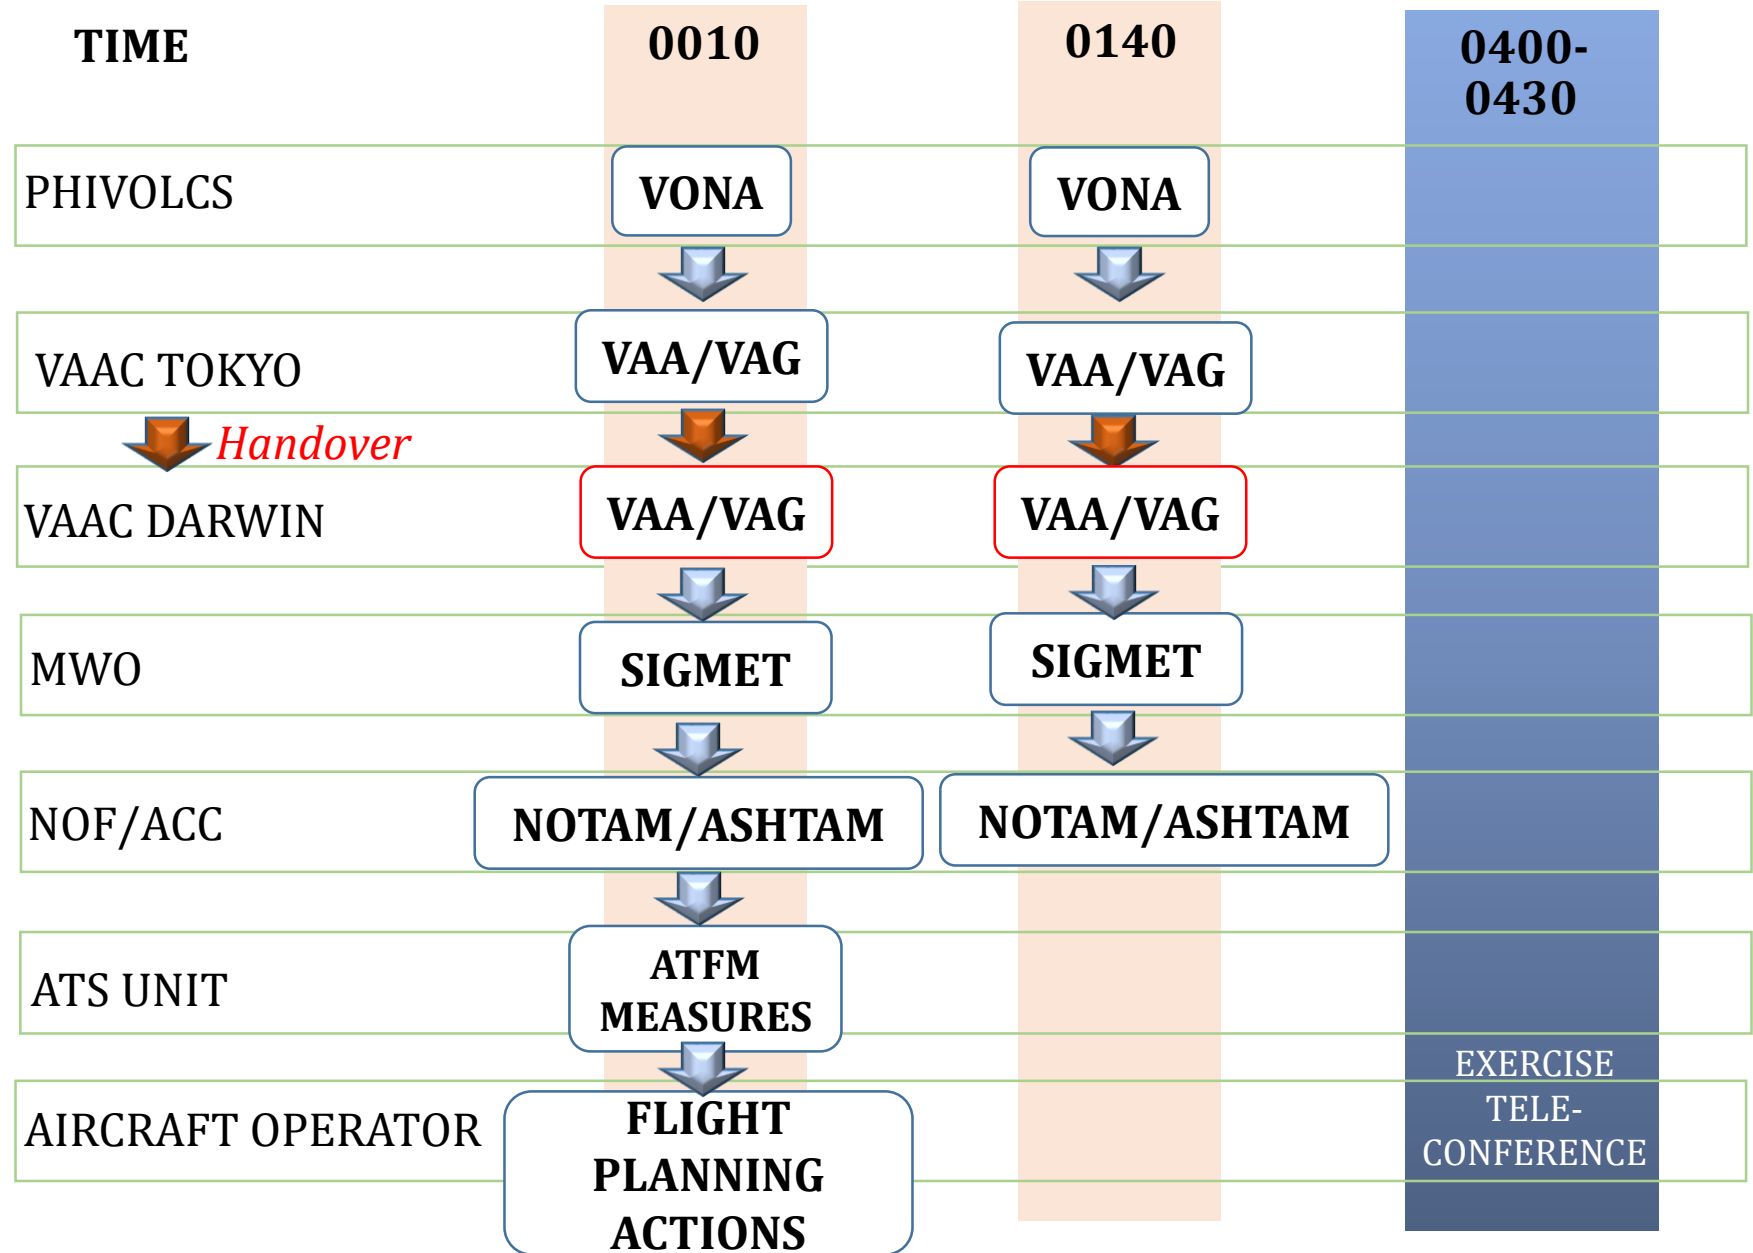 TIME
0010
0140
0400-
0430
PHIVOLCS
VONA
VONA
VAAC TOKYO
VAA/VAG
VAA/VAG
Handover
VAAC DARWIN
VAA/VAG
VAA/VAG
MWO
SIGMET
SIGMET
NOF/ACC
NOTAM/ASHTAM
NOTAM/ASHTAM
ATS UNIT
ATFM
MEASURES
AIRCRAFT OPERATOR
FLIGHT
PLANNING
ACTIONS
EXERCISE
TELE-
CONFERENCE